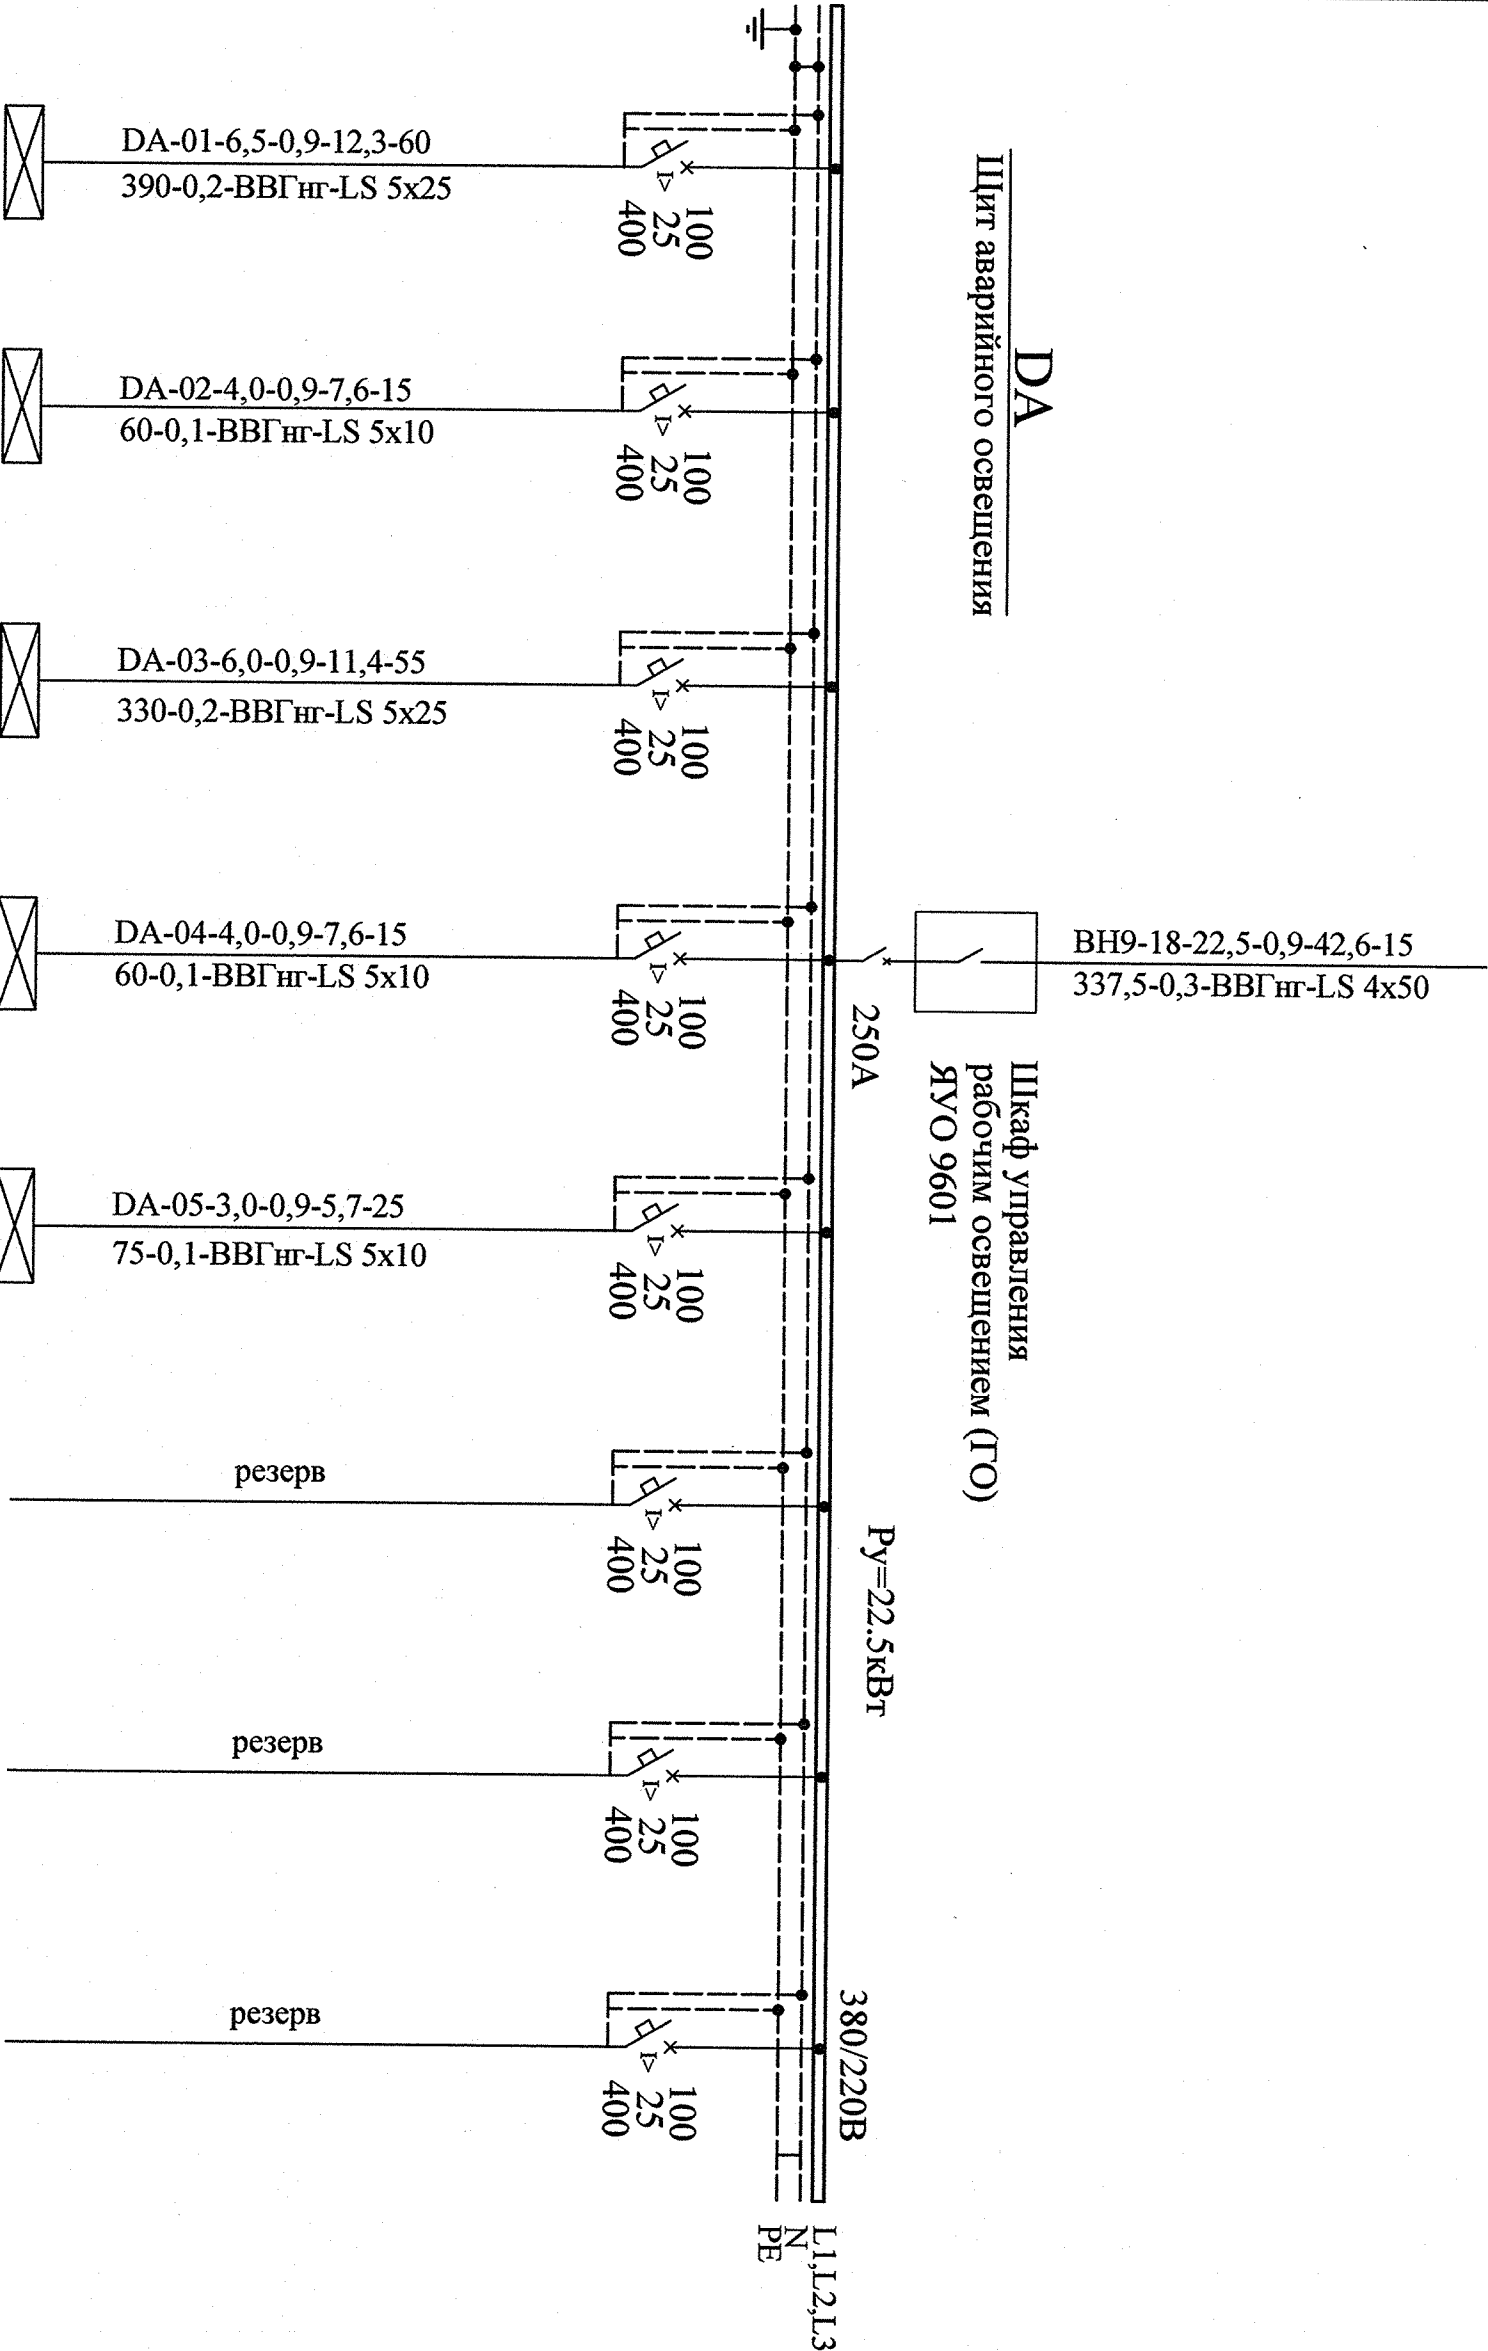 DA
Щит аварийного освещения
ВН9-18-22,5-0,9-42,6-15
337,5-0,3-ВВГнг-LS 4x50
Шкаф управления
рабочим освещением (ГО)
ЯУО 9601
250А
Ру=22.5кВт
380/220В
L1,L2,L3
N
PE
DA-01-6,5-0,9-12,3-60
390-0,2-ВВГнг-LS 5x25
I>
100
25
400
DA-02-4,0-0,9-7,6-15
60-0,1-ВВГнг-LS 5x10
I>
100
25
400
DA-03-6,0-0,9-11,4-55
330-0,2-ВВГнг-LS 5x25
I>
100
25
400
DA-04-4,0-0,9-7,6-15
60-0,1-ВВГнг-LS 5x10
I>
100
25
400
DA-05-3,0-0,9-5,7-25
75-0,1-ВВГнг-LS 5x10
I>
100
25
400
резерв
I>
100
25
400
резерв
I>
100
25
400
резерв
I>
100
25
400